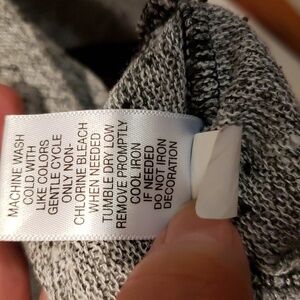 MACHINE WASH
COLD WITH
LIKE COLORS
GENTLE CYCLE
ONLY NON-
CHLORINE BLEACH
WHEN NEEDED
TUMBLE DRY LOW
REMOVE PROMPTLY
COOL IRON
IF NEEDED
DO NOT IRON
DECORATION